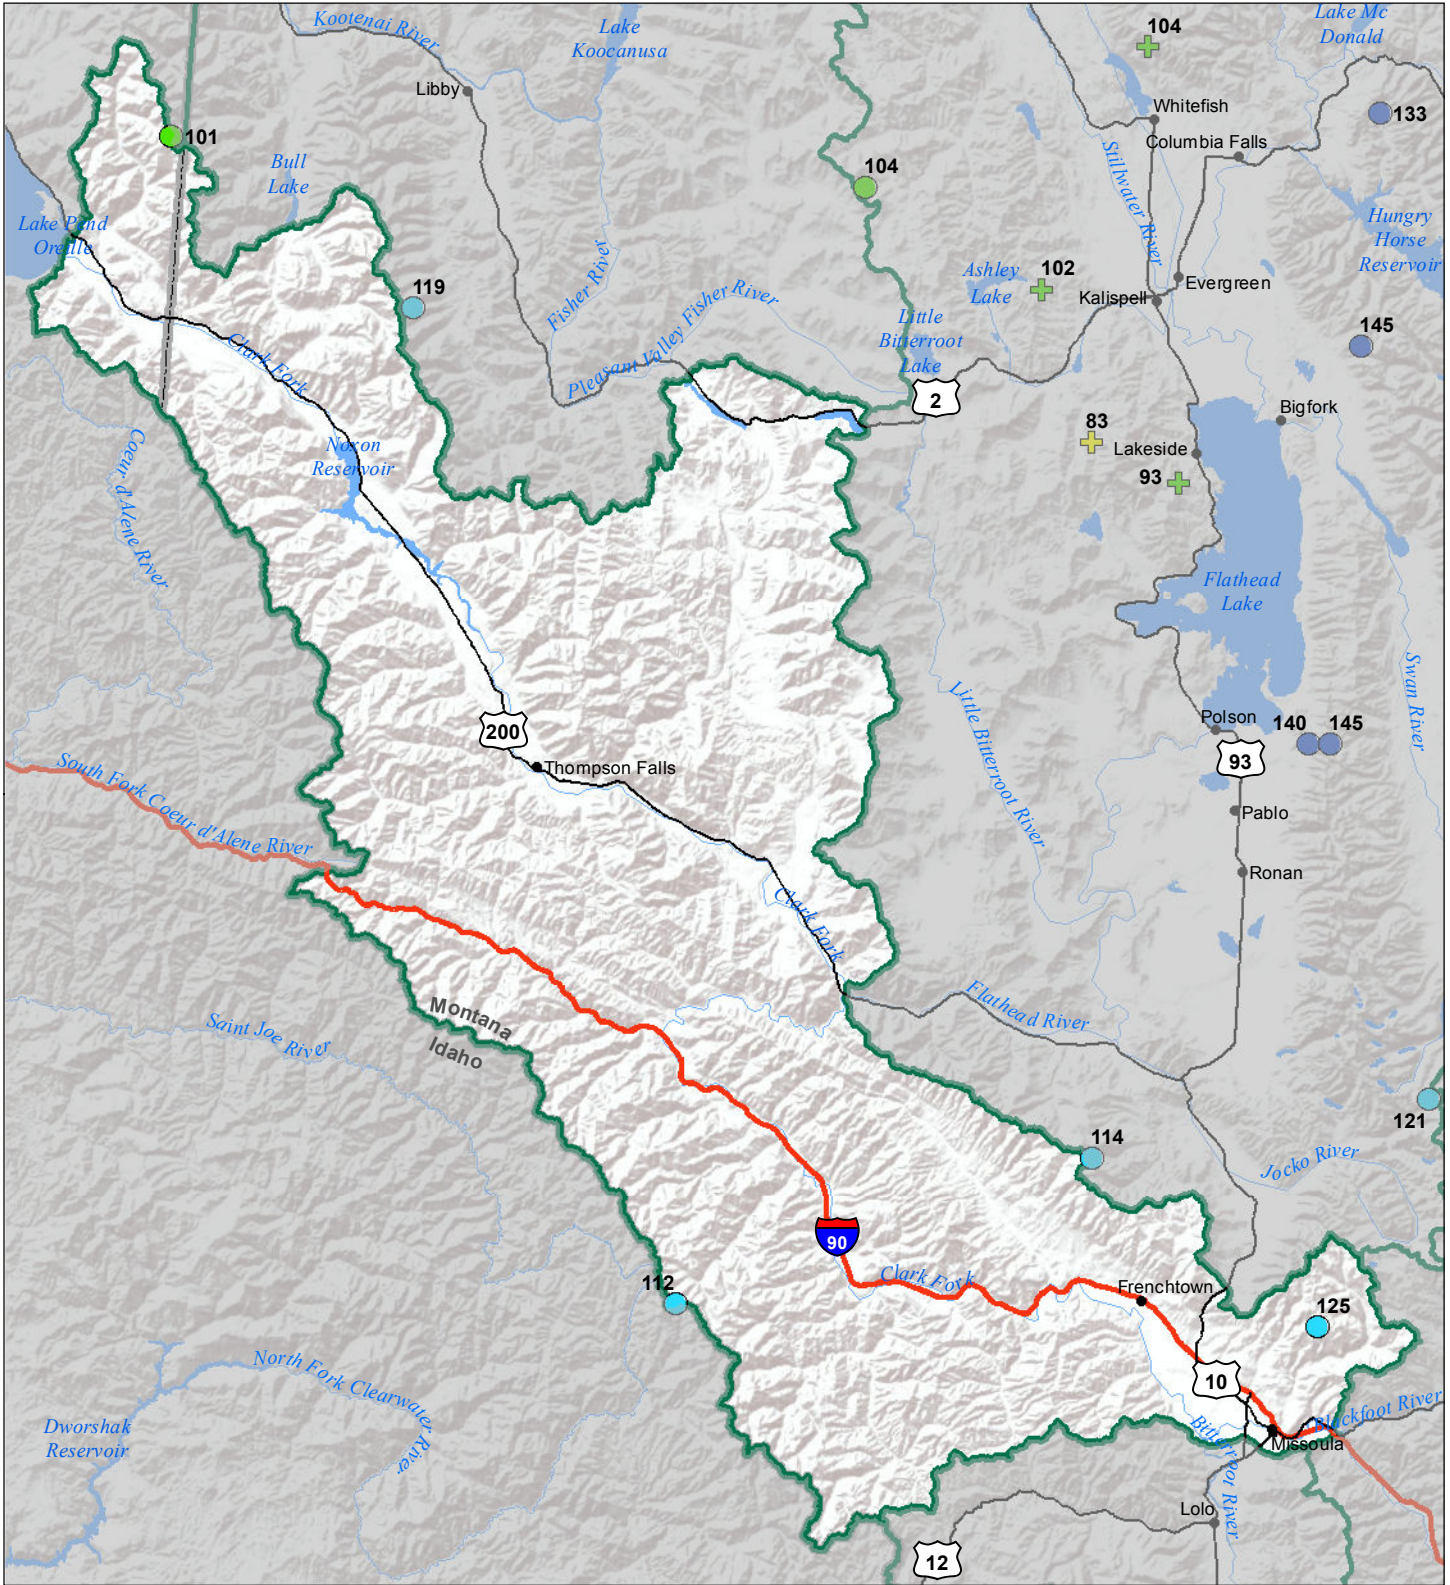 Kootenai River
Lake
Koocanusa
Lake Mc
Donald
104
Libby
Whitefish
133
101
Columbia Falls
Bull
Lake
104
Stillwater River
Lake Pend
Oreille
Hungry
Horse
Reservoir
Fisher River
Ashley
Lake
102
119
Evergreen
Kalispell
Pleasant Valley Fisher River
Little
Bitterroot
Lake
145
Clark Fork
2
Bigfork
83
Lakeside
Noxon
Reservoir
93
Coeur d'Alene River
Flathead
Lake
Swan River
Little Bitterroot River
200
Polson
140
145
93
Thompson Falls
South Fork Coeur d'Alene River
Pablo
Ronan
Clark Fork
Montana
Idaho
Saint Joe River
Flathead River
121
114
Jocko River
90
112
Clark Fork
Frenchtown
125
North Fork Clearwater River
10
Dworshak
Reservoir
Blackfoot River
Bitterroot River
Missoula
Lolo
12